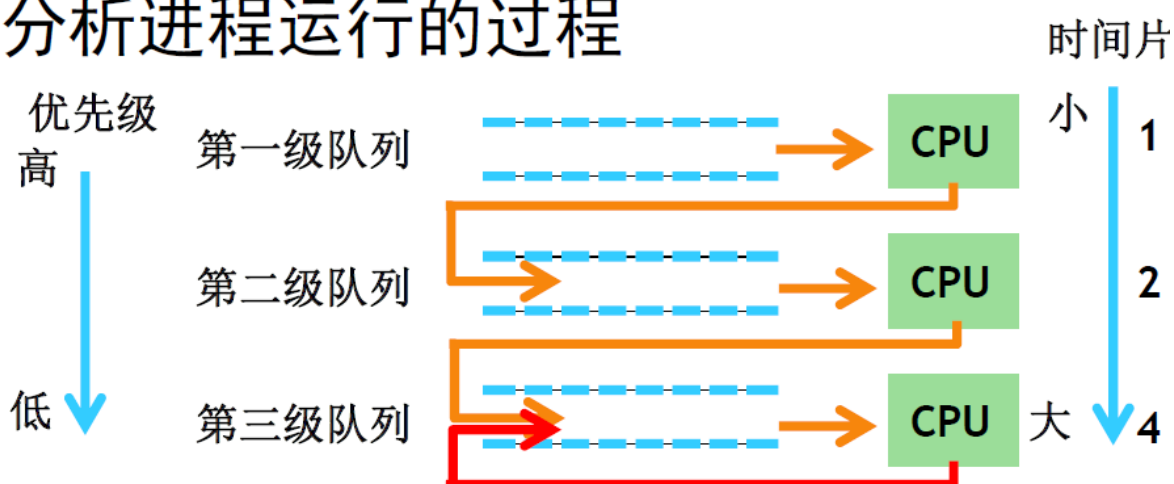 分析进程运行的过程
时间片
优先级
高
小
第一级队列
CPU
1
第二级队列
CPU
2
低
第三级队列
CPU
大
4